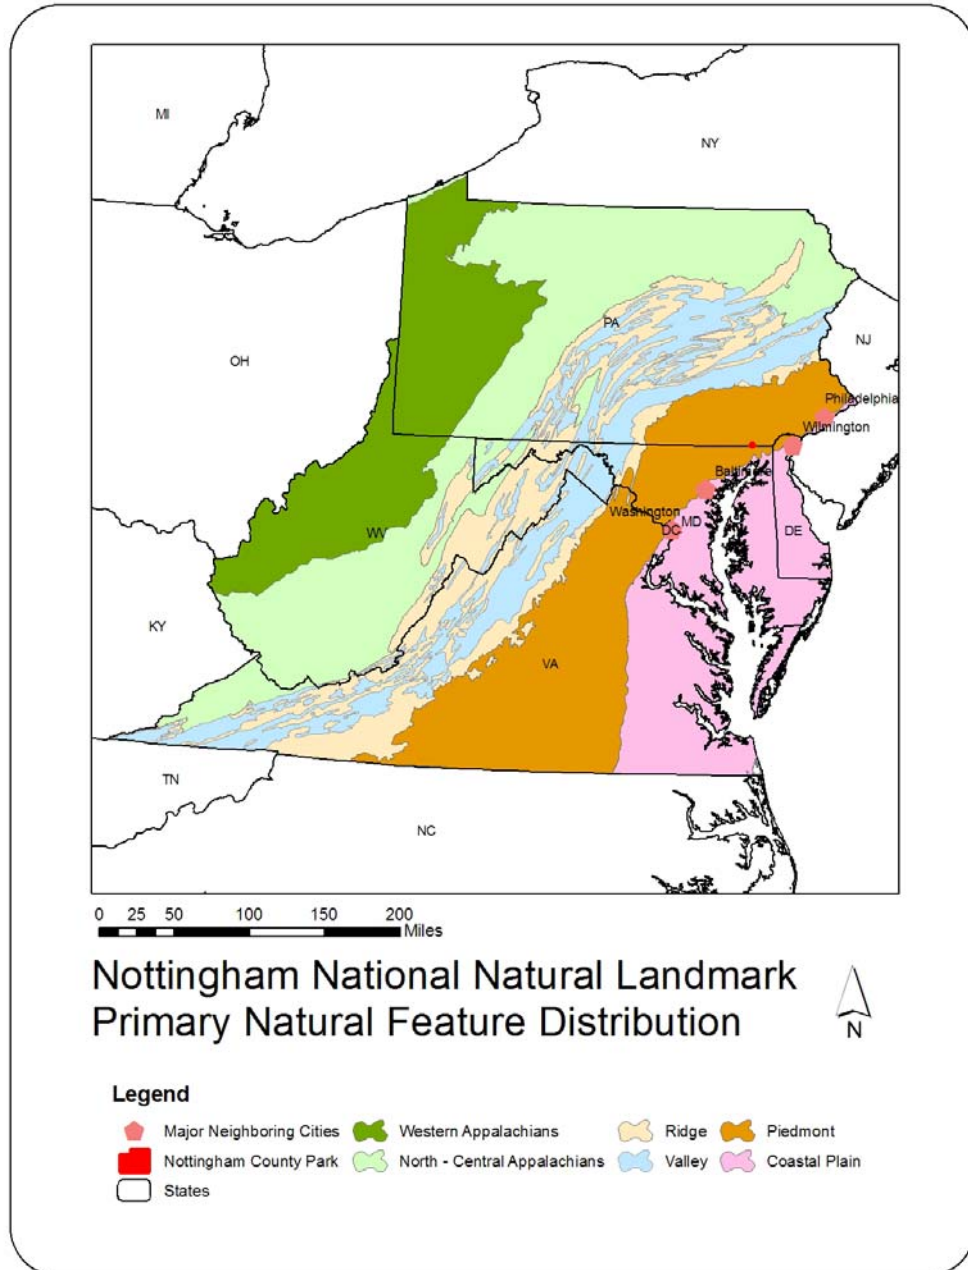 MI
NY
PA
OH
NJ
Philadelphia
Wilmington
Baltimore
Washington
MD
DC
DE
WV
KY
VA
TN
NC
0 25 50 100 150 200
Miles
Nottingham National Natural Landmark
Primary Natural Feature Distribution
N
Legend
Major Neighboring Cities Western Appalachians Ridge Piedmont
Nottingham County Park North - Central Appalachians Valley Coastal Plain
States